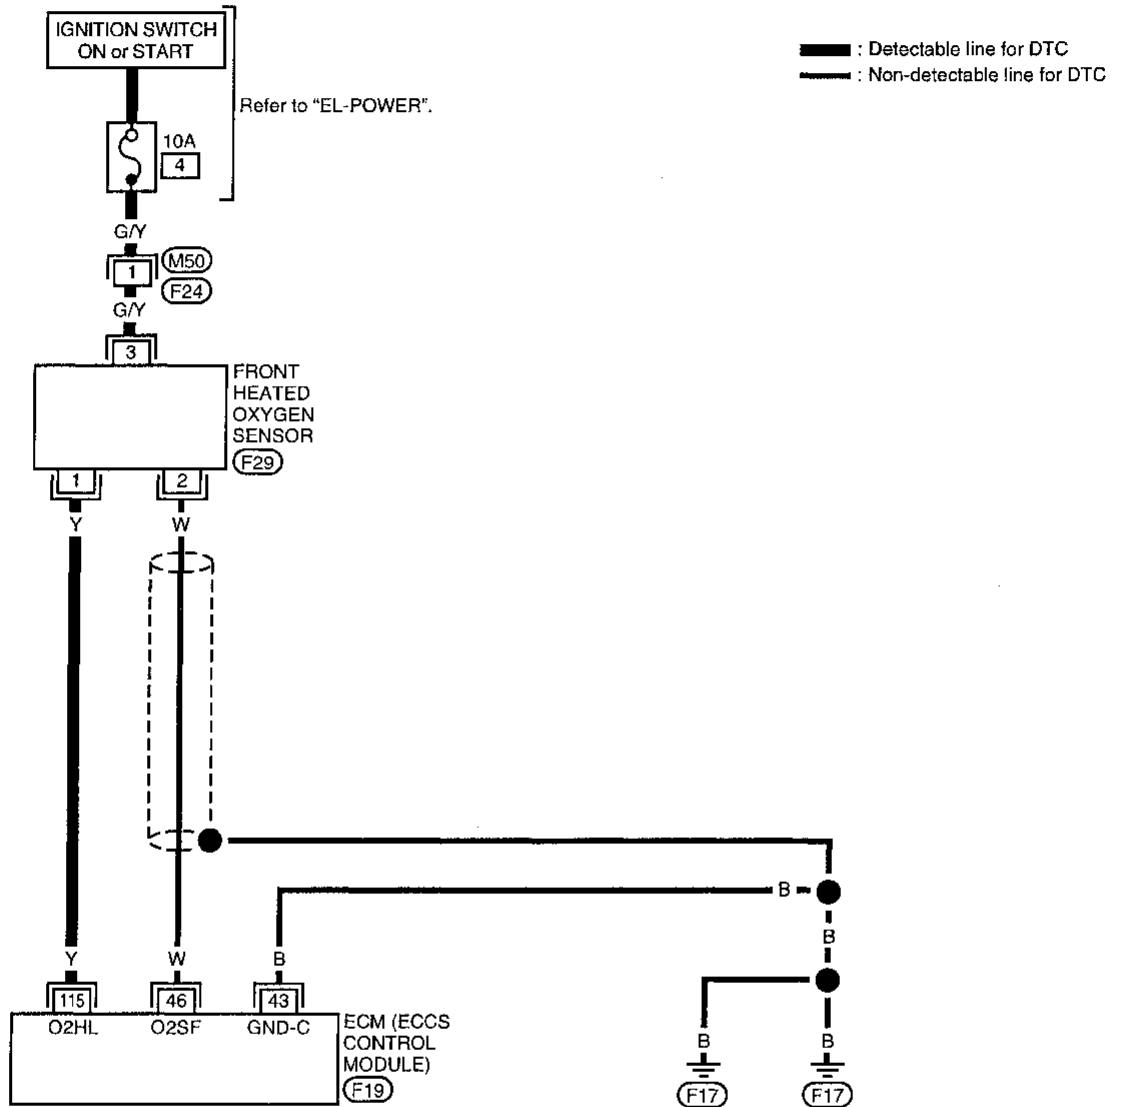 IGNITION SWITCH
ON or START
: Detectable line for DTC
: Non-detectable line for DTC
Refer to "EL-POWER".
10A
4
G/Y
1
M50
F24
G/Y
3
FRONT
HEATED
OXYGEN
SENSOR
F29
1
2
Y
W
B
B
Y
W
B
115
46
43
O2HL
O2SF
GND-C
ECM (ECCS
CONTROL
MODULE)
F19
B
B
F17
F17